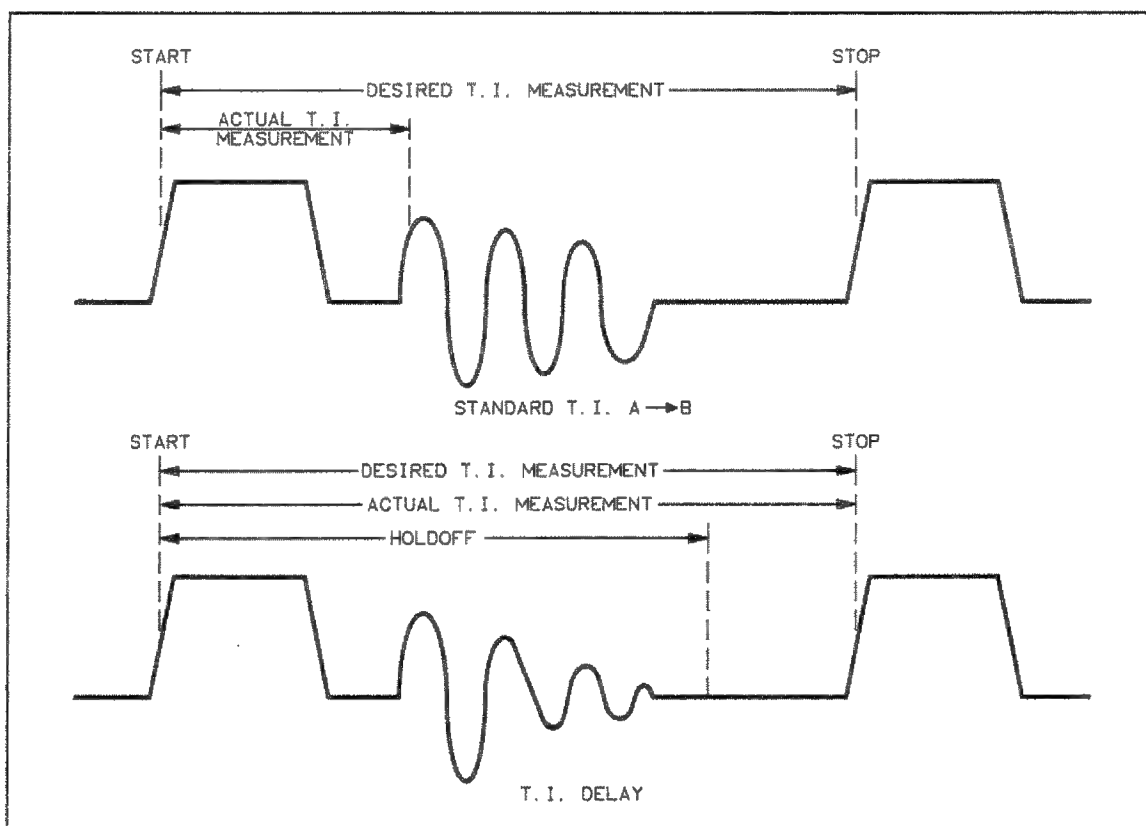 START STOP
DESIRED T.I. MEASUREMENT
ACTUAL T.I.
MEASUREMENT
STANDARD T.I. A→B
START STOP
DESIRED T.I. MEASUREMENT
ACTUAL T.I. MEASUREMENT
HOLDOFF
T.I. DELAY